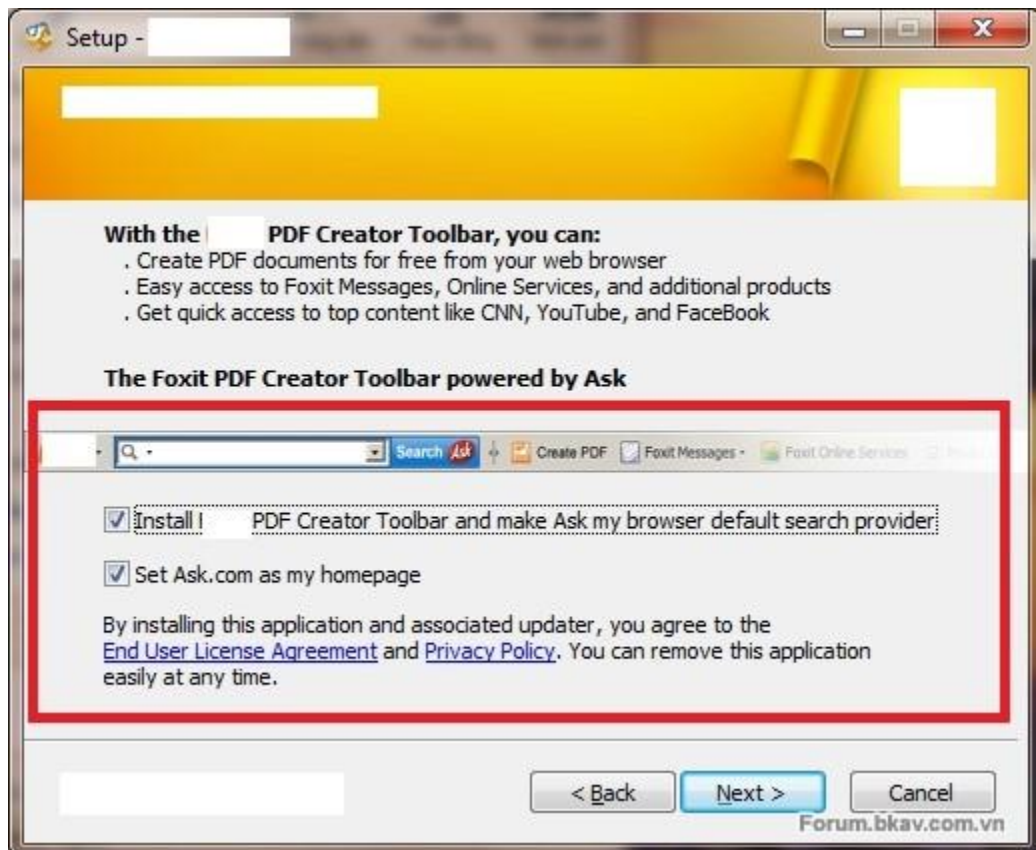 Setup -
With the PDF Creator Toolbar, you can:
. Create PDF documents for free from your web browser
. Easy access to Foxit Messages, Online Services, and additional products
. Get quick access to top content like CNN, YouTube, and FaceBook
The Foxit PDF Creator Toolbar powered by Ask
Search Ask Create PDF Foxit Messages Foxit Online Services
Install PDF Creator Toolbar and make Ask my browser default search provider
Set Ask.com as my homepage
By installing this application and associated updater, you agree to the
End User License Agreement and Privacy Policy. You can remove this application
easily at any time.
< Back Next > Cancel
Forum.bkav.com.vn